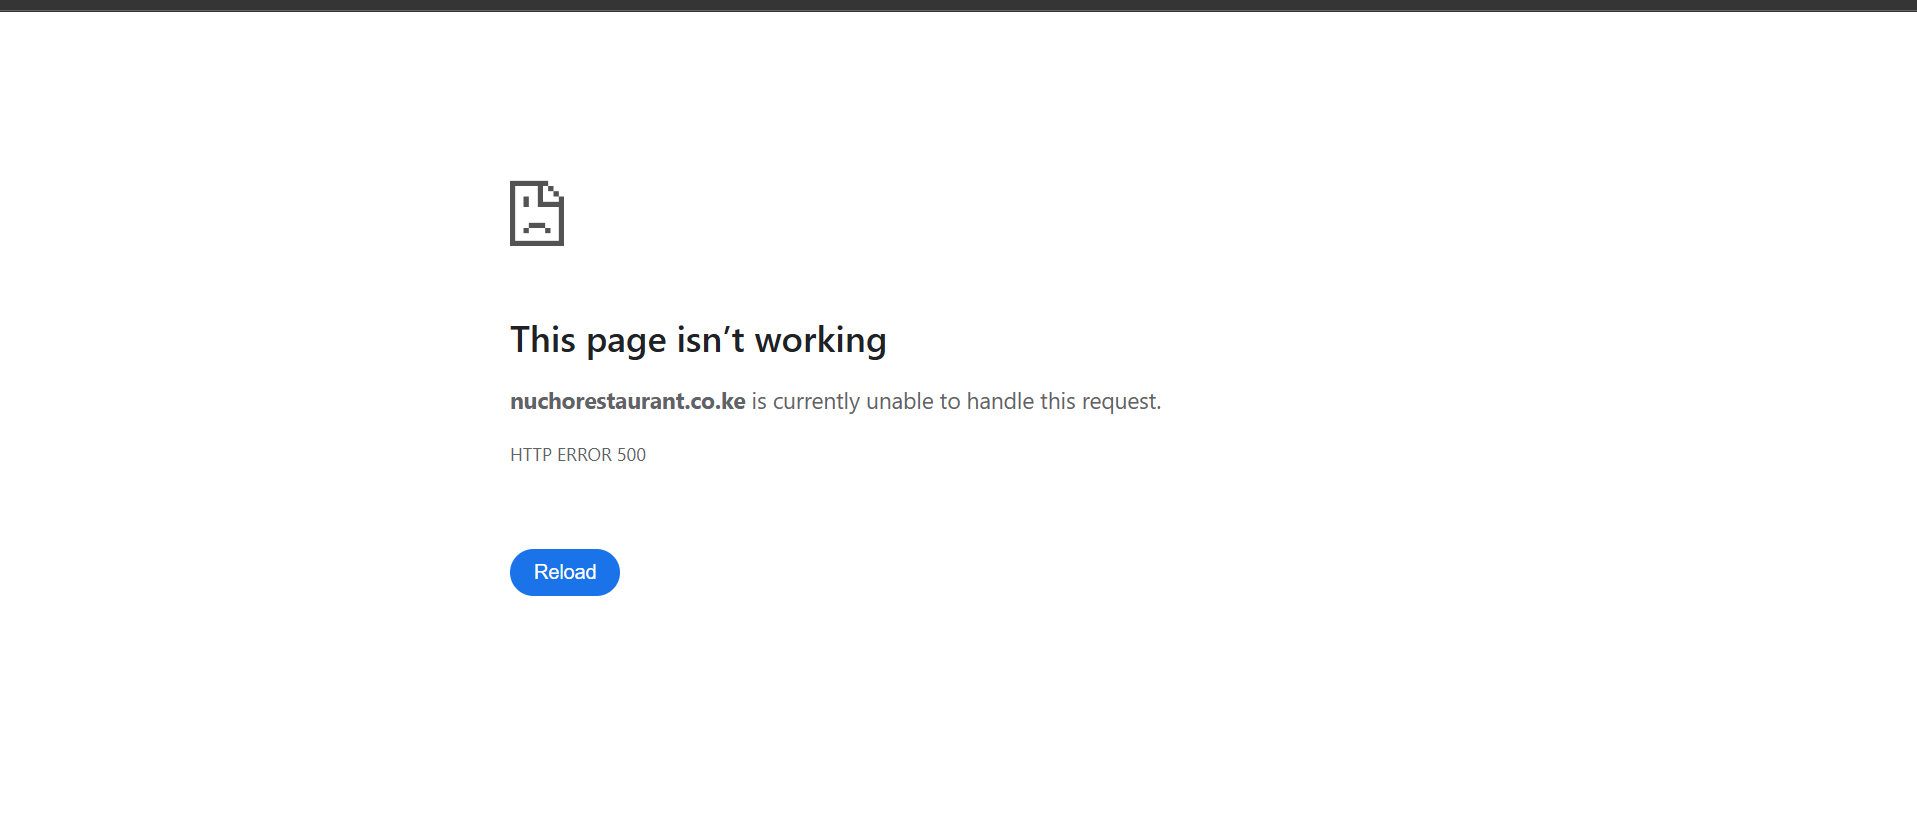 This page isn’t working
nuchorestaurant.co.ke is currently unable to handle this request.
HTTP ERROR 500
Reload